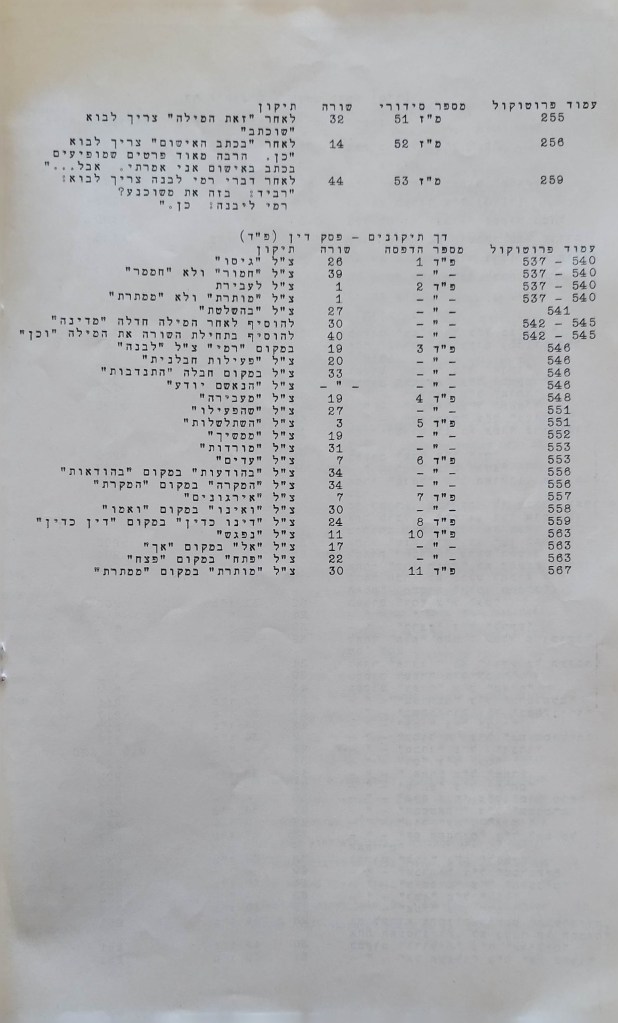 עמוד פרוטוקול מספר סידורי שורה תיקון
255 מ"ז 51 32 לאחר "זאת המילה" צריך לבוא
"שוכתב"
256 מ"ז 52 14 לאחר "בכתב האישום" צריך לבוא
"כן. הרבה מאוד פרטים שמופיעים
בכתב באישום אני אמרתי. אבל..."
259 מ"ז 53 44 לאחר דברי רמי לבנה צריך לבוא:
"רביד: בזה את משוכנע?
רמי ליבנה: כן."
דך תיקונים - פסק דין (פ"ד)
עמוד פרוטוקול מספר הדפסה שורה תיקון
537 - 540 פ"ד 1 26 צ"ל "גיסו"
537 - 540 - " - 39 צ"ל "חמור" ולא "חממר"
537 - 540 פ"ד 2 1 צ"ל לעבירת
537 - 540 - " - 1 צ"ל "מותרת" ולא "ממתרת"
541 - " - 27 צ"ל "בהשלטת"
542 - 545 - " - 30 להוסיף לאחר המילה חדלה "מדינה"
542 - 545 - " - 40 להוסיף בתחילת השורה את המילה "וכן"
546 פ"ד 3 19 במקום "רמי" צ"ל "לבנה"
546 - " - 20 צ"ל "פעילות חבלנית"
546 - " - 33 צ"ל במקום חבלה "התנדבות"
546 - " - - " - צ"ל "הנאשם יודע"
548 פ"ד 4 19 צ"ל "מעבירה"
551 - " - 27 צ"ל "שהפעילו"
551 פ"ד 5 3 צ"ל "השתלשלות"
552 - " - 19 צ"ל "ממשיך"
553 - " - 31 צ"ל "מורדות"
553 פ"ד 6 7 צ"ל "עדים"
556 - " - 34 צ"ל "בהודעות" במקום "בהודאות"
556 - " - 34 צ"ל "המקרה" במקום "המקרת"
557 פ"ד 7 7 צ"ל "אירגונים"
558 - " - 30 צ"ל "ואינו" במקום "ואמו"
559 פ"ד 8 24 צ"ל "דינו כדין" במקום "דין כדין"
563 פ"ד 10 11 צ"ל "נפגש"
563 - " - 17 צ"ל "אל" במקום "אך"
563 - " - 22 צ"ל "פתח" במקום "פצח"
567 פ"ד 11 30 צ"ל "מותרת" במקום "ממתרת"